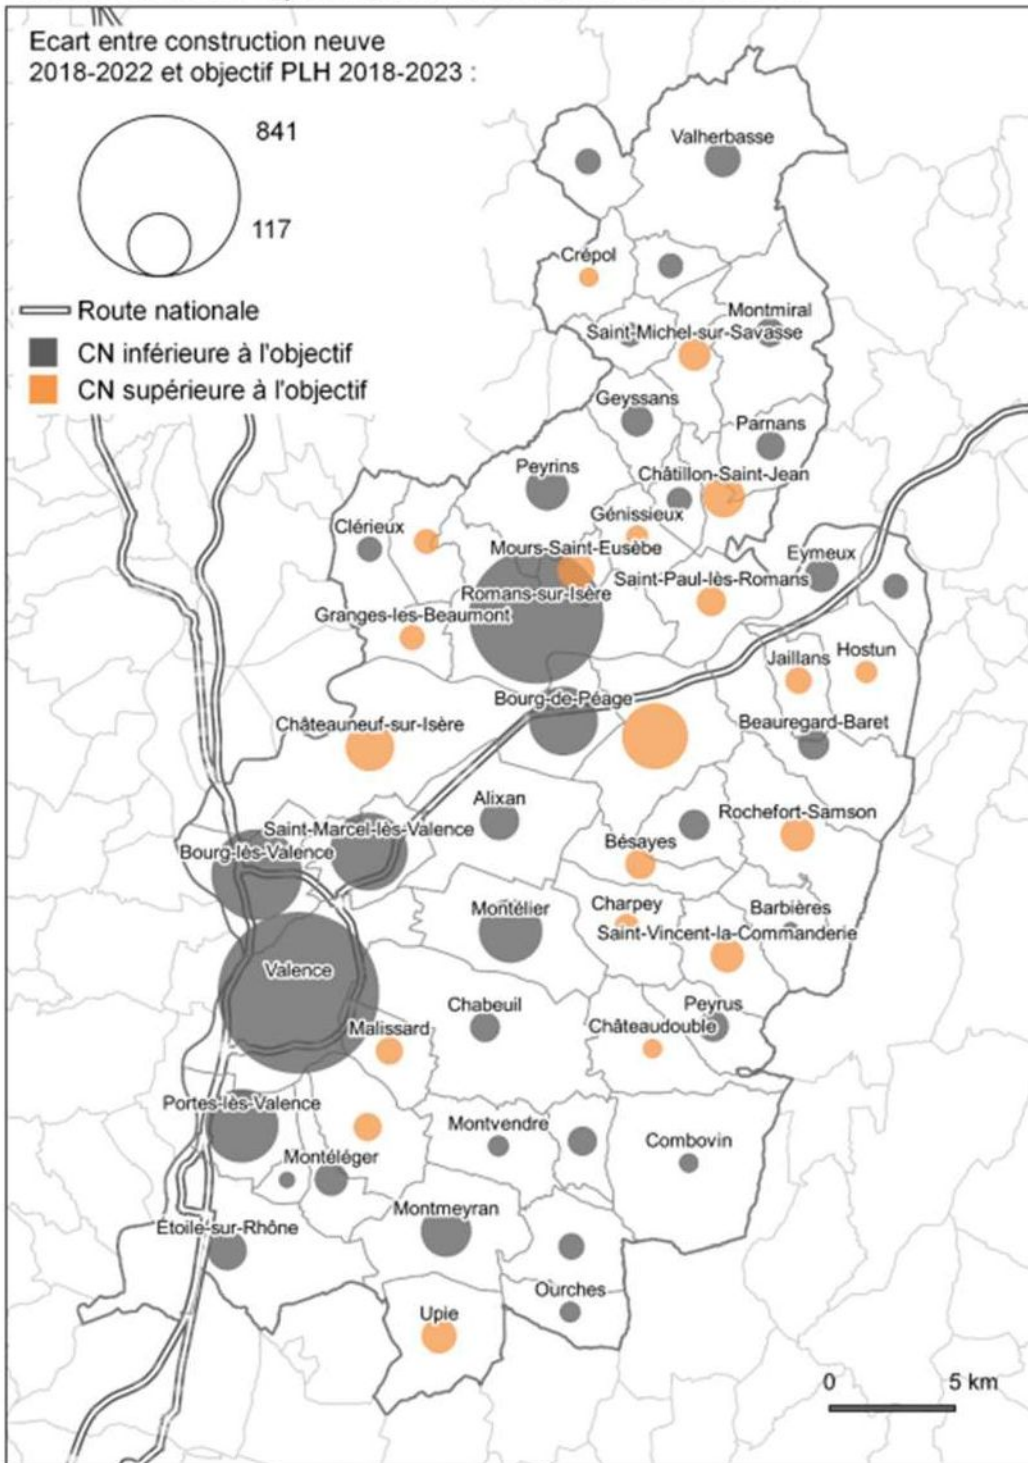 Ecart entre construction neuve
2018-2022 et objectif PLH 2018-2023 :
841
117
Route nationale
CN inférieure à l'objectif
CN supérieure à l'objectif
Valherbasse
Crépol
Montmiral
Saint-Michel-sur-Savasse
Geyssans
Parnans
Peyrins
Châtillon-Saint-Jean
Génissieux
Clérieux
Mours-Saint-Eusèbe
Eymeux
Saint-Paul-lès-Romans
Romans-sur-Isère
Granges-les-Beaumont
Jaillans
Hostun
Bourg-de-Péage
Châteauneuf-sur-Isère
Beauregard-Baret
Alixan
Rochefort-Samson
Saint-Marcel-lès-Valence
Bésayes
Bourg-lès-Valence
Charpey
Barbières
Montélier
Saint-Vincent-la-Commanderie
Valence
Chabeuil
Peyrus
Malissard
Châteaudouble
Portes-lès-Valence
Montvendre
Combovin
Montéléger
Montmeyran
Étoile-sur-Rhône
Ourches
Upie
0 5 km